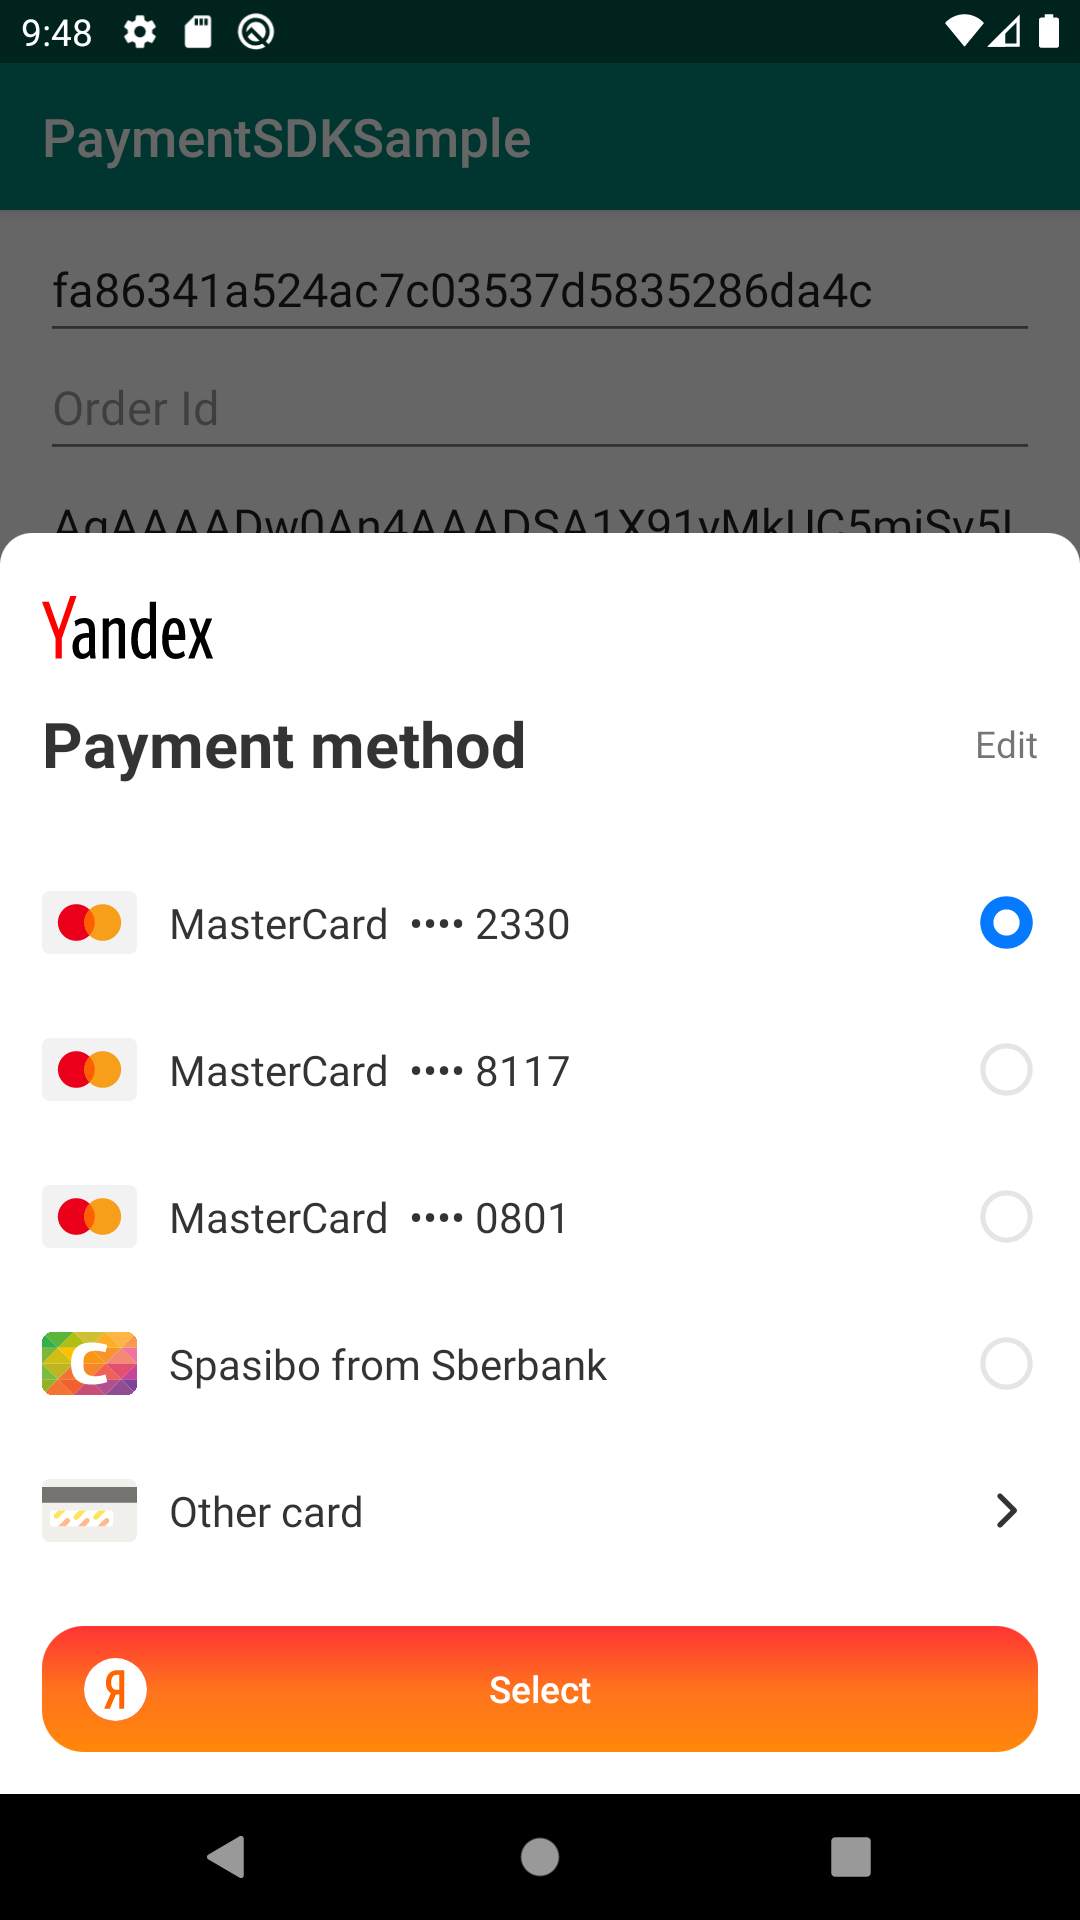 9:48
PaymentSDKSample
fa86341a524ac7c03537d5835286da4c
Order Id
Yandex
Payment method
Edit
MasterCard •••• 2330
MasterCard •••• 8117
MasterCard •••• 0801
C Spasibo from Sberbank
Other card
Я Select